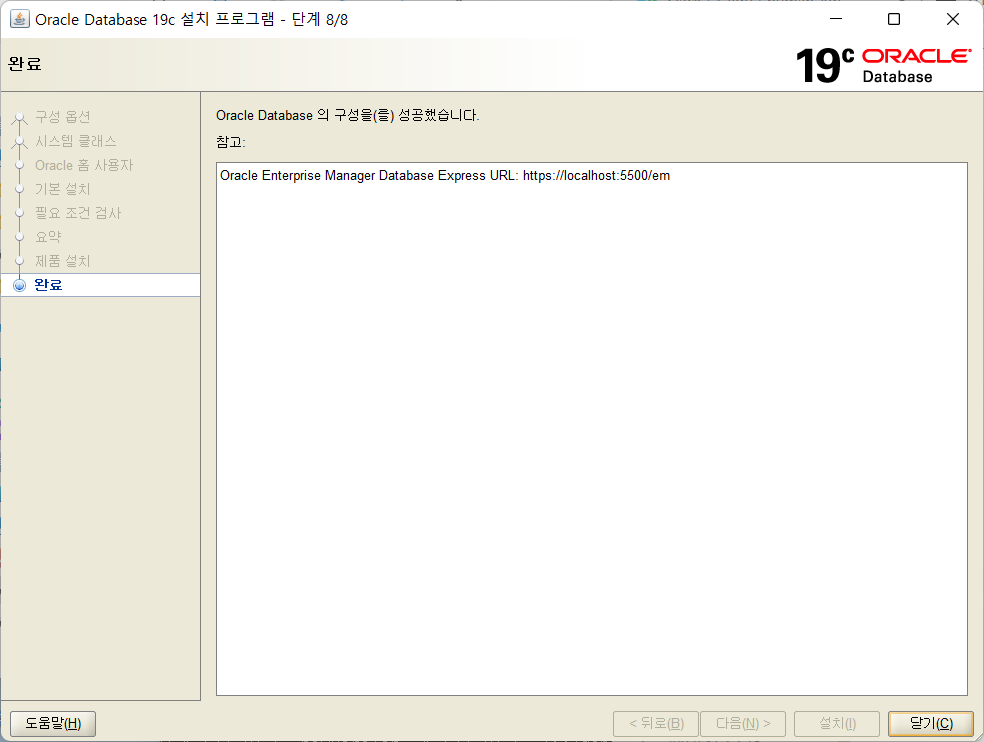 Oracle Database 19c 설치 프로그램 - 단계 8/8
완료
19c ORACLE
Database
구성 옵션
시스템 클래스
Oracle 홈 사용자
기본 설치
필요 조건 검사
요약
제품 설치
완료
Oracle Database 의 구성을(를) 성공했습니다.
참고:
Oracle Enterprise Manager Database Express URL: https://localhost:5500/em
도움말(H)
< 뒤로(B)
다음(N) >
설치(I)
닫기(C)